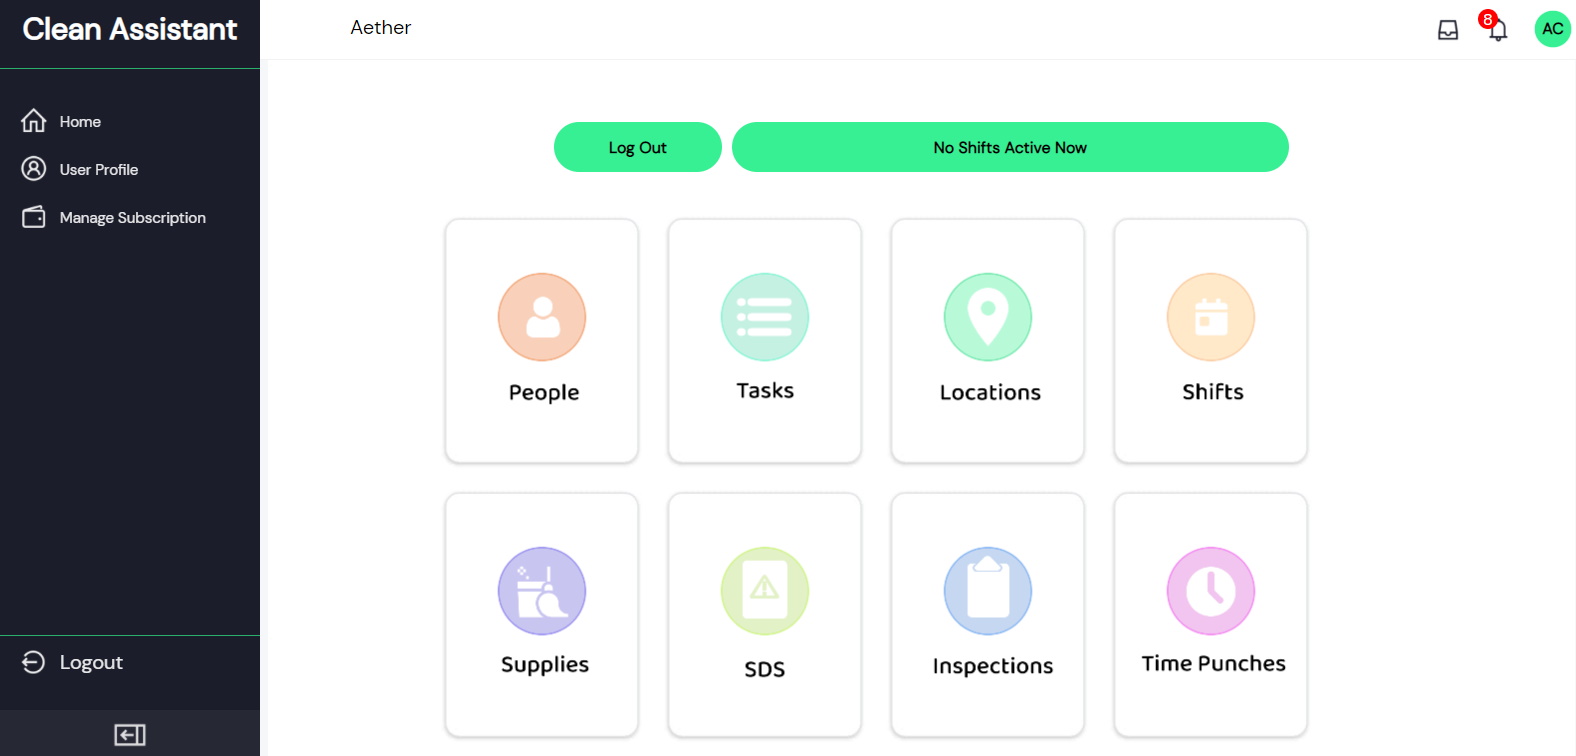 Clean Assistant
Aether
8
AC
Home
User Profile
Manage Subscription
Log Out
No Shifts Active Now
People
Tasks
Locations
Shifts
Supplies
SDS
Inspections
Time Punches
Logout